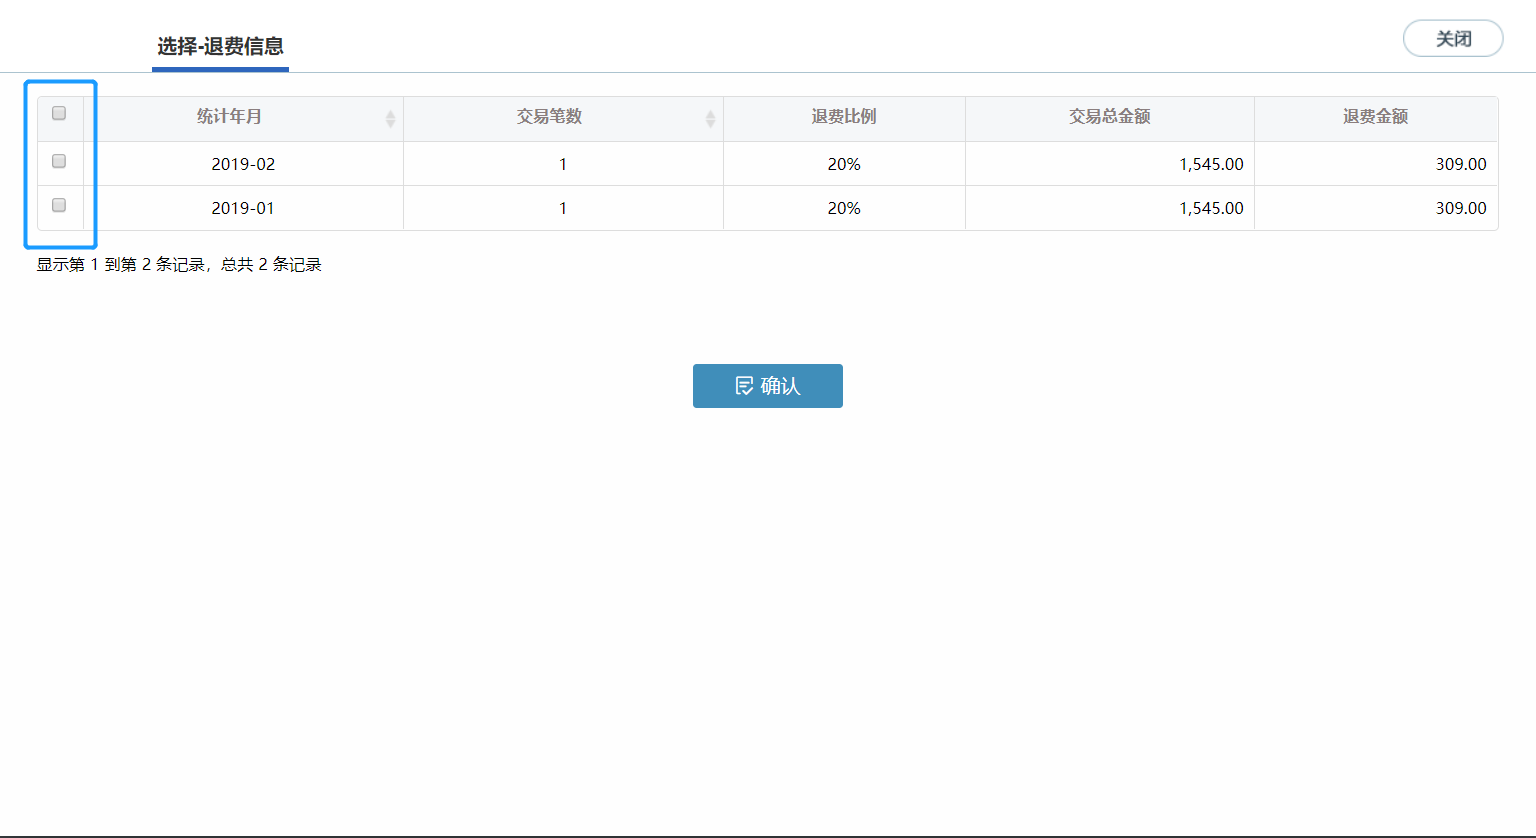 选择-退费信息
关闭
统计年月 交易笔数 退费比例 交易总金额 退费金额
2019-02 1 20% 1,545.00 309.00
2019-01 1 20% 1,545.00 309.00
显示第 1 到第 2 条记录，总共 2 条记录
确认